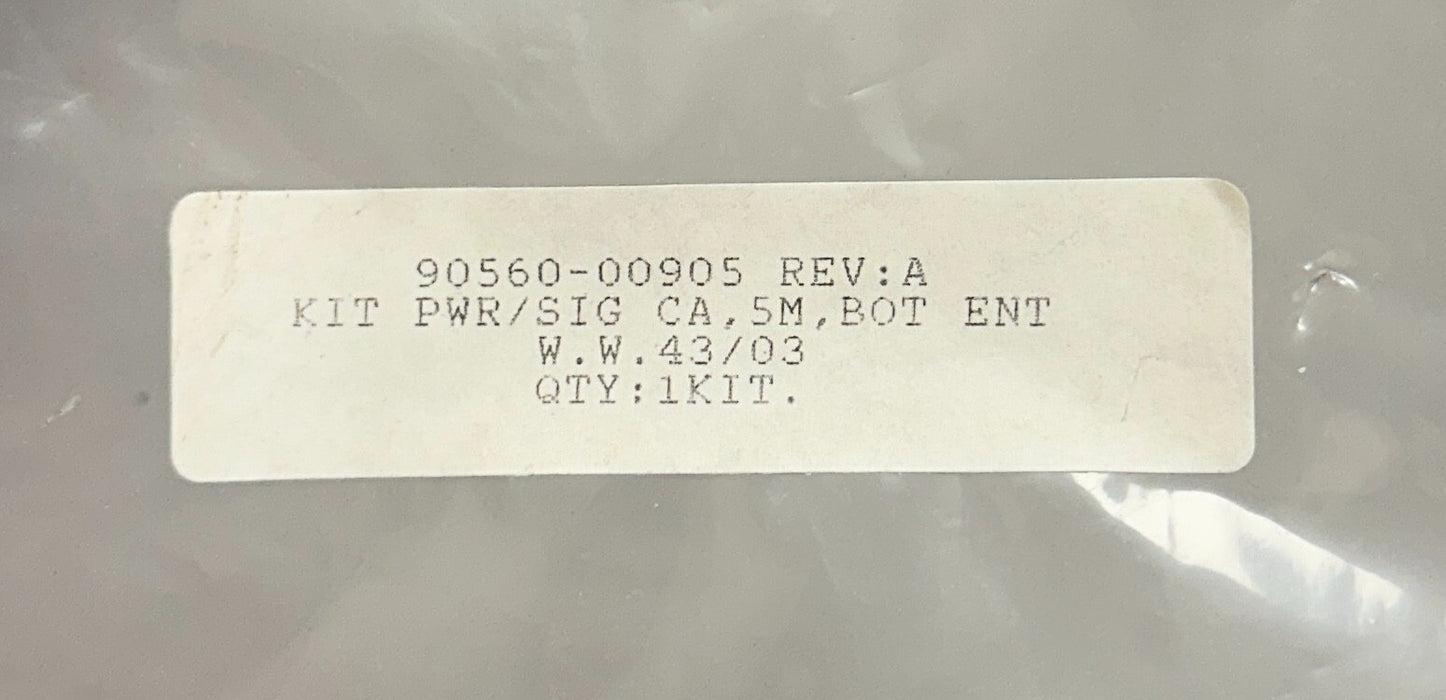 90560-00905 REV:A
KIT PWR/SIG CA,5M,BOT ENT
W.W.43/03
QTY:1KIT.